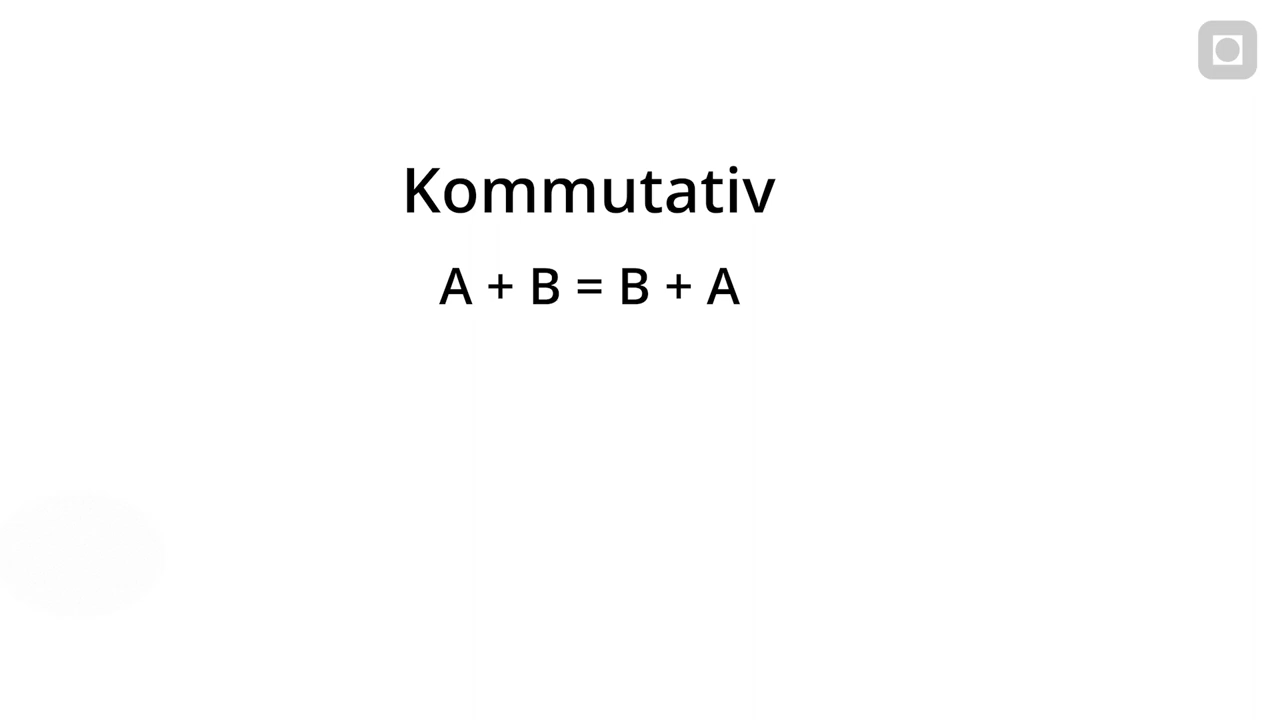 Kommutativ
A + B = B + A